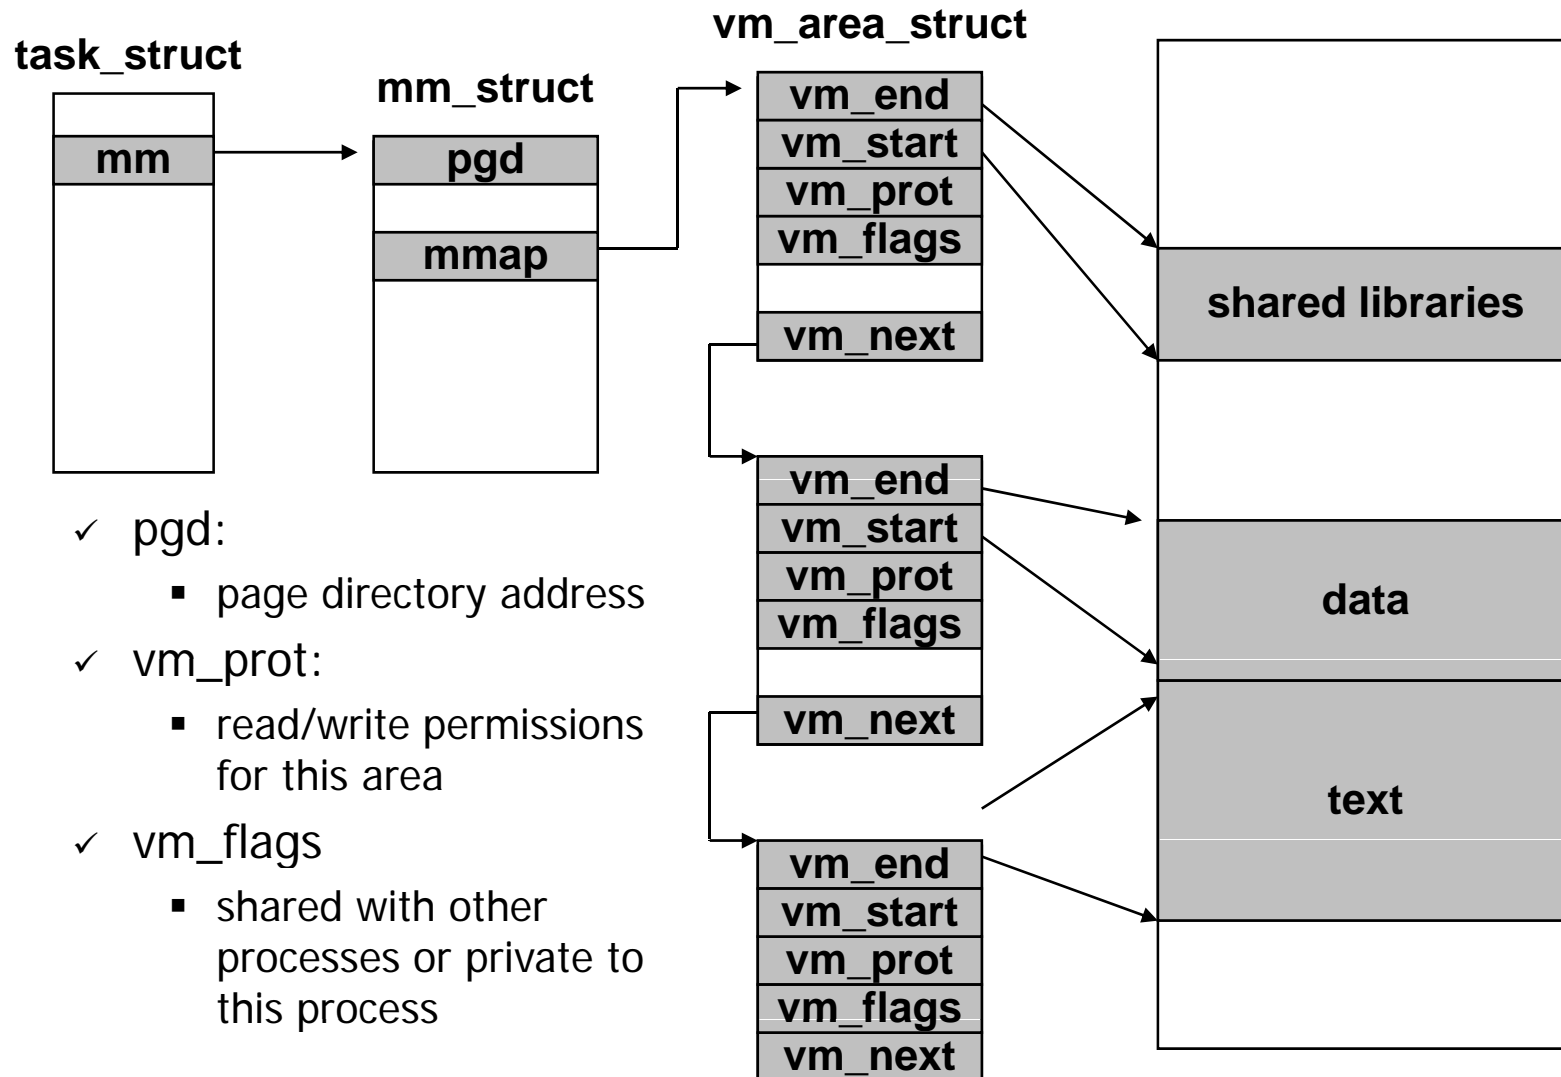 vm_area_struct
task_struct
mm_struct
mm
pgd
mmap
vm_end
vm_start
vm_prot
vm_flags
vm_next
shared libraries
vm_end
vm_start
vm_prot
vm_flags
vm_next
data
text
vm_end
vm_start
vm_prot
vm_flags
vm_next
✓ pgd:
▪ page directory address
✓ vm_prot:
▪ read/write permissions
for this area
✓ vm_flags
▪ shared with other
processes or private to
this process